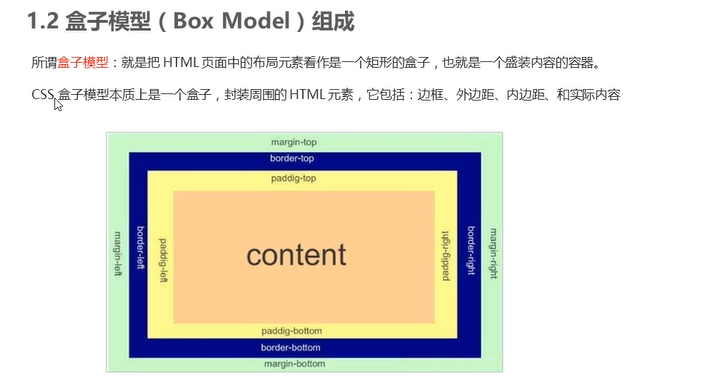 1.2 盒子模型（Box Model）组成
所谓盒子模型：就是把 HTML 页面中的布局元素看作是一个矩形的盒子，也就是一个盛装内容的容器。
CSS 盒子模型本质上是一个盒子，封装周围的 HTML 元素，它包括：边框、外边距、内边距、和实际内容
margin-top
border-top
paddig-top
margin-left
border-left
paddig-left
content
paddig-right
border-right
margin-right
paddig-bottom
border-bottom
margin-bottom